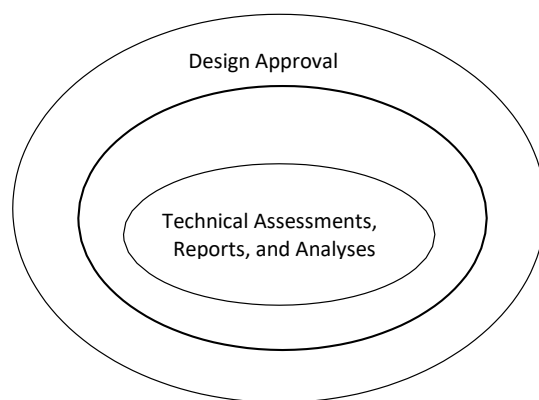 Design Approval
Technical Assessments,
Reports, and Analyses